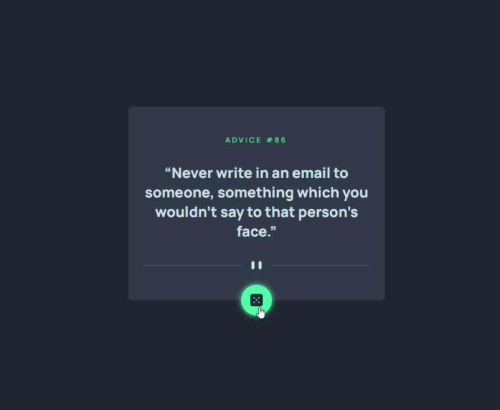 ADVICE #86
“Never write in an email to
someone, something which you
wouldn’t say to that person’s
face.”